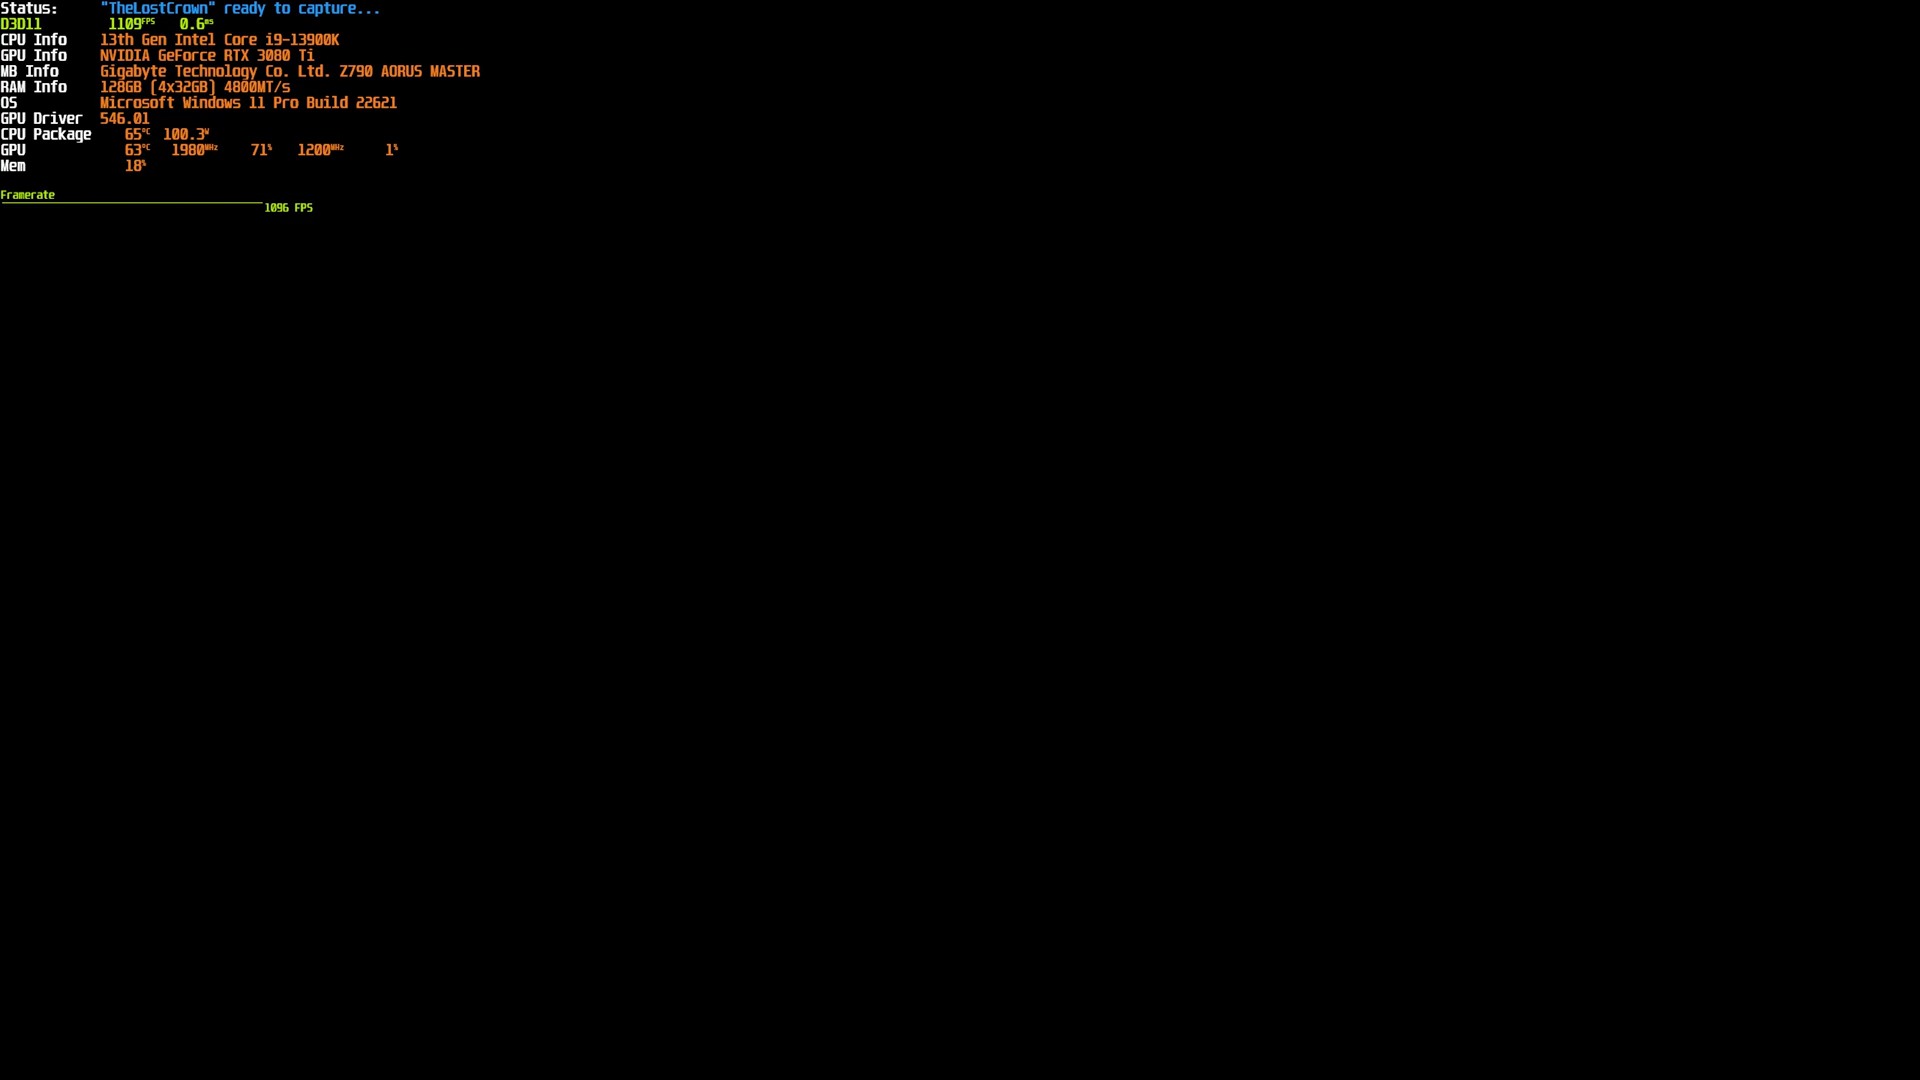 Status: "TheLostCrown" ready to capture...
D3D11 1109FPS 0.6ms
CPU Info 13th Gen Intel Core i9-13900K
GPU Info NVIDIA GeForce RTX 3080 Ti
MB Info Gigabyte Technology Co. Ltd. Z790 AORUS MASTER
RAM Info 128GB (4x32GB) 4800MT/s
OS Microsoft Windows 11 Pro Build 22621
GPU Driver 546.01
CPU Package 65°C 100.3W
GPU 63°C 1980MHz 71% 1200MHz 1%
Mem 18%
Framerate
1096 FPS